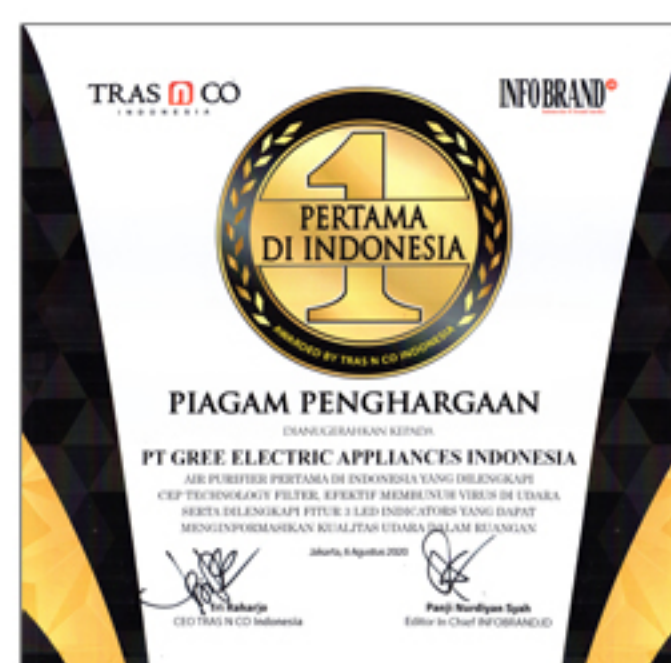 TRAS N CO
INDONESIA
INFOBRAND
1
PERTAMA
DI INDONESIA
AWARDED BY TRAS N CO INDONESIA
PIAGAM PENGHARGAAN
DIANUGERAHKAN KEPADA
PT GREE ELECTRIC APPLIANCES INDONESIA
AIR PURIFIER PERTAMA DI INDONESIA YANG DILENGKAPI
CEP TECHNOLOGY FILTER, EFEKTIF MEMBUNUH VIRUS DI UDARA
SERTA DILENGKAPI FITUR 3 LED INDICATORS YANG DAPAT
MENGINFORMASIKAN KUALITAS UDARA DALAM RUANGAN
Jakarta, 6 Agustus 2020
Tri Raharjo
CEO TRAS N CO Indonesia
Panji Nurdiyan Syah
Editor In Chief INFOBRAND.ID